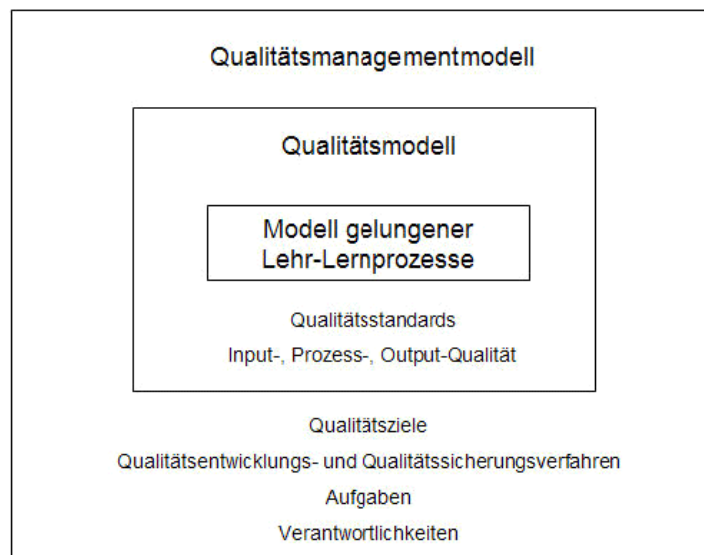 Qualitätsmanagementmodell
Qualitätsmodell
Modell gelungener
Lehr-Lernprozesse
Qualitätsstandards
Input-, Prozess-, Output-Qualität
Qualitätsziele
Qualitätsentwicklungs- und Qualitätssicherungsverfahren
Aufgaben
Verantwortlichkeiten